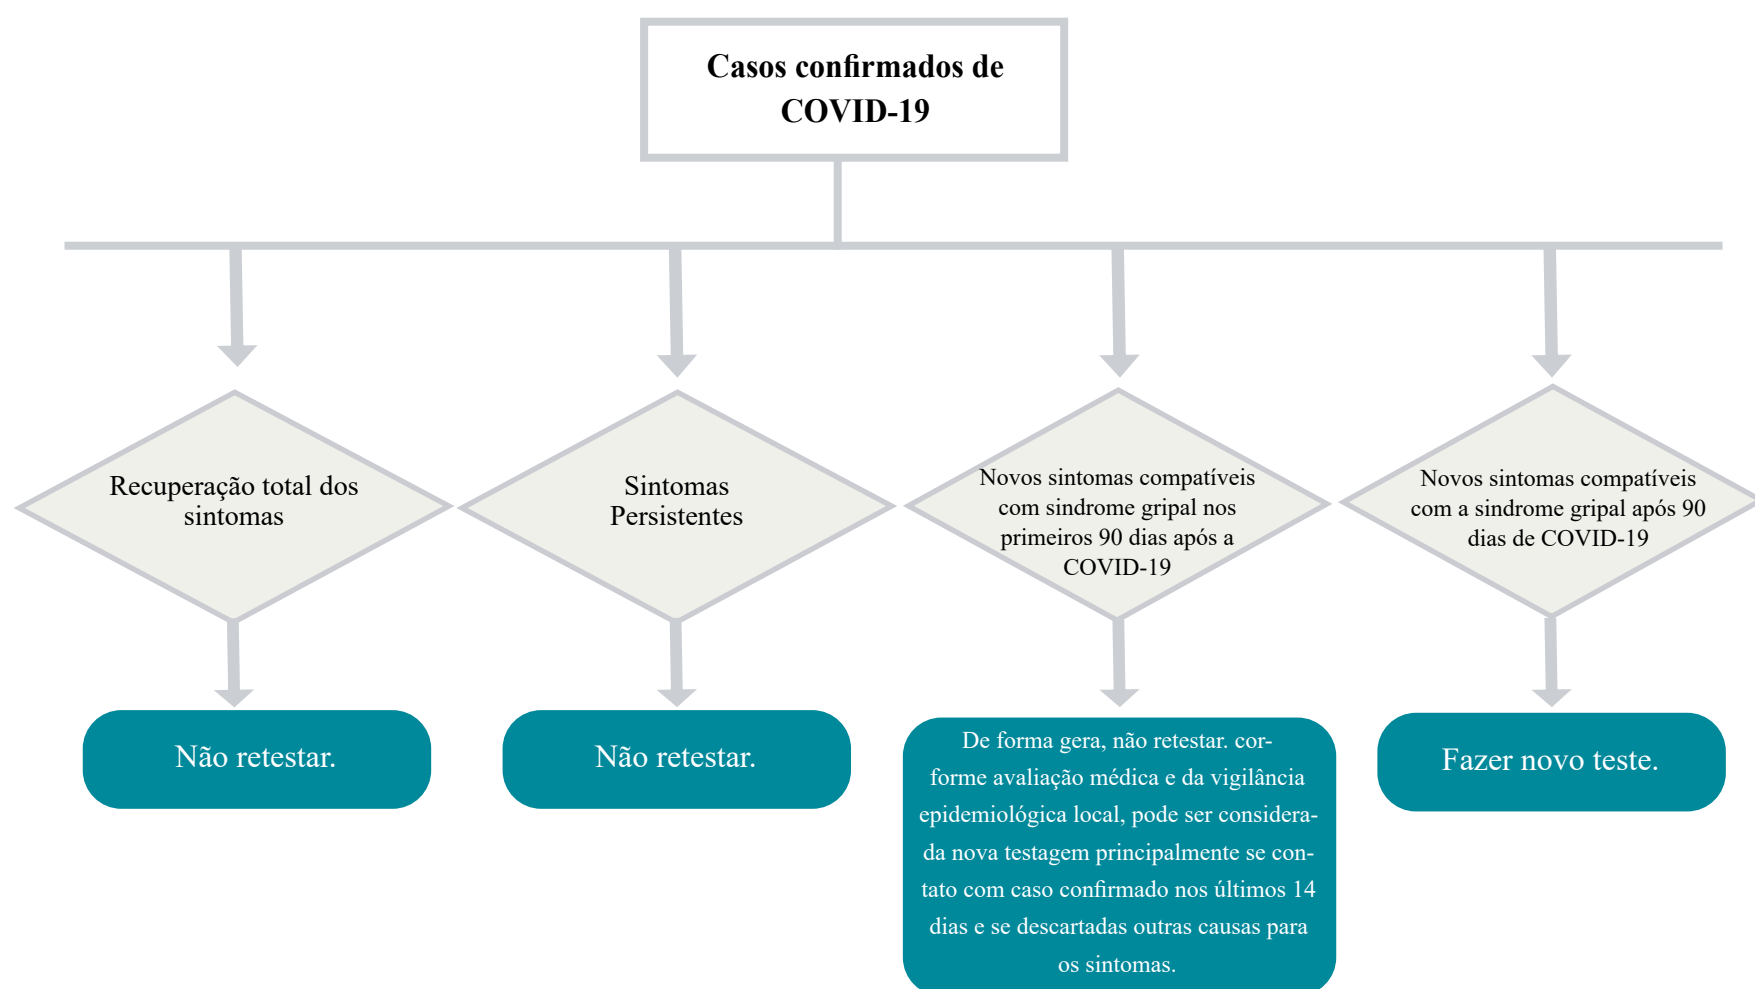 Casos confirmados de
COVID-19
Recuperação total dos
sintomas
Sintomas
Persistentes
Novos sintomas compatíveis
com sindrome gripal nos
primeiros 90 dias após a
COVID-19
Novos sintomas compatíveis
com a sindrome gripal após 90
dias de COVID-19
Não retestar.
Não retestar.
De forma gera, não retestar. cor-
forme avaliação médica e da vigilância
epidemiológica local, pode ser considera-
da nova testagem principalmente se con-
tato com caso confirmado nos últimos 14
dias e se descartadas outras causas para
os sintomas.
Fazer novo teste.